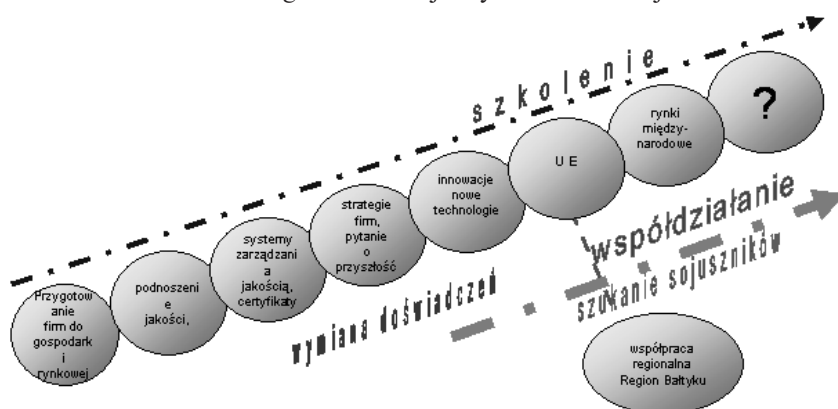 szkolenie
?
rynki
między-
narodowe
U E
innowacje
nowe
technologie
strategie
firm,
pytanie
o
przyszłość
systemy
zarządzani
a
jakością,
certyfikaty
podnoszeni
e
jakości,
Przygotow
anie
firm do
gospodark
i
rynkowej
wymiana doświadczeń
współdziałanie
szukanie sojuszników
współpraca
regionalna
Region Bałtyku